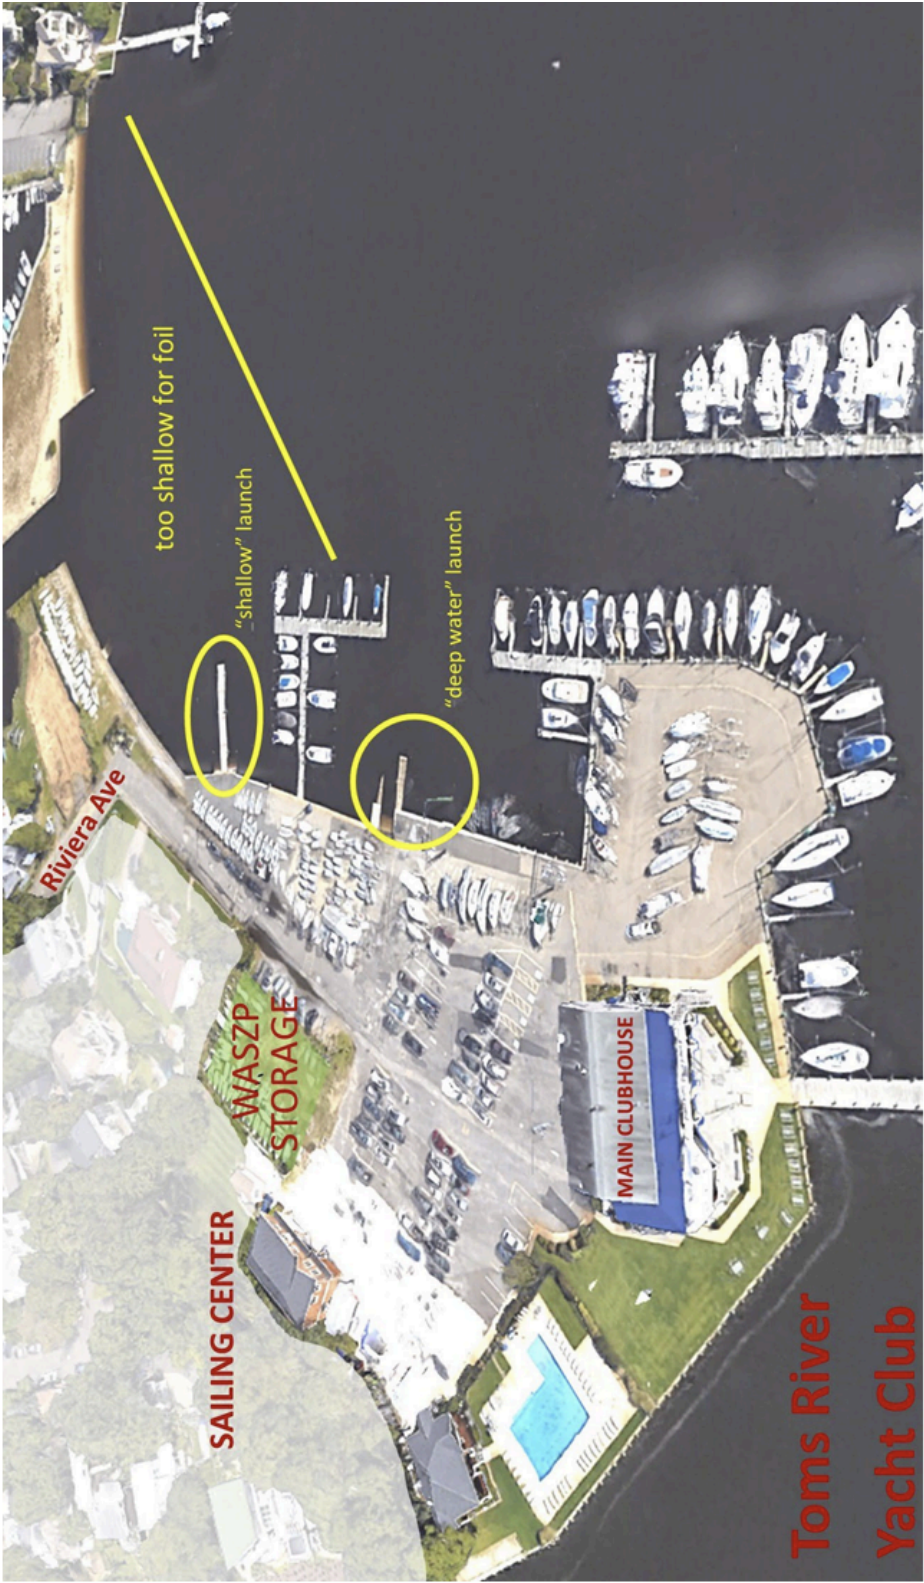 too shallow for foil
"shallow" launch
"deep water" launch
Riviera Ave
WASZP
STORAGE
SAILING CENTER
MAIN CLUBHOUSE
Toms River
Yacht Club